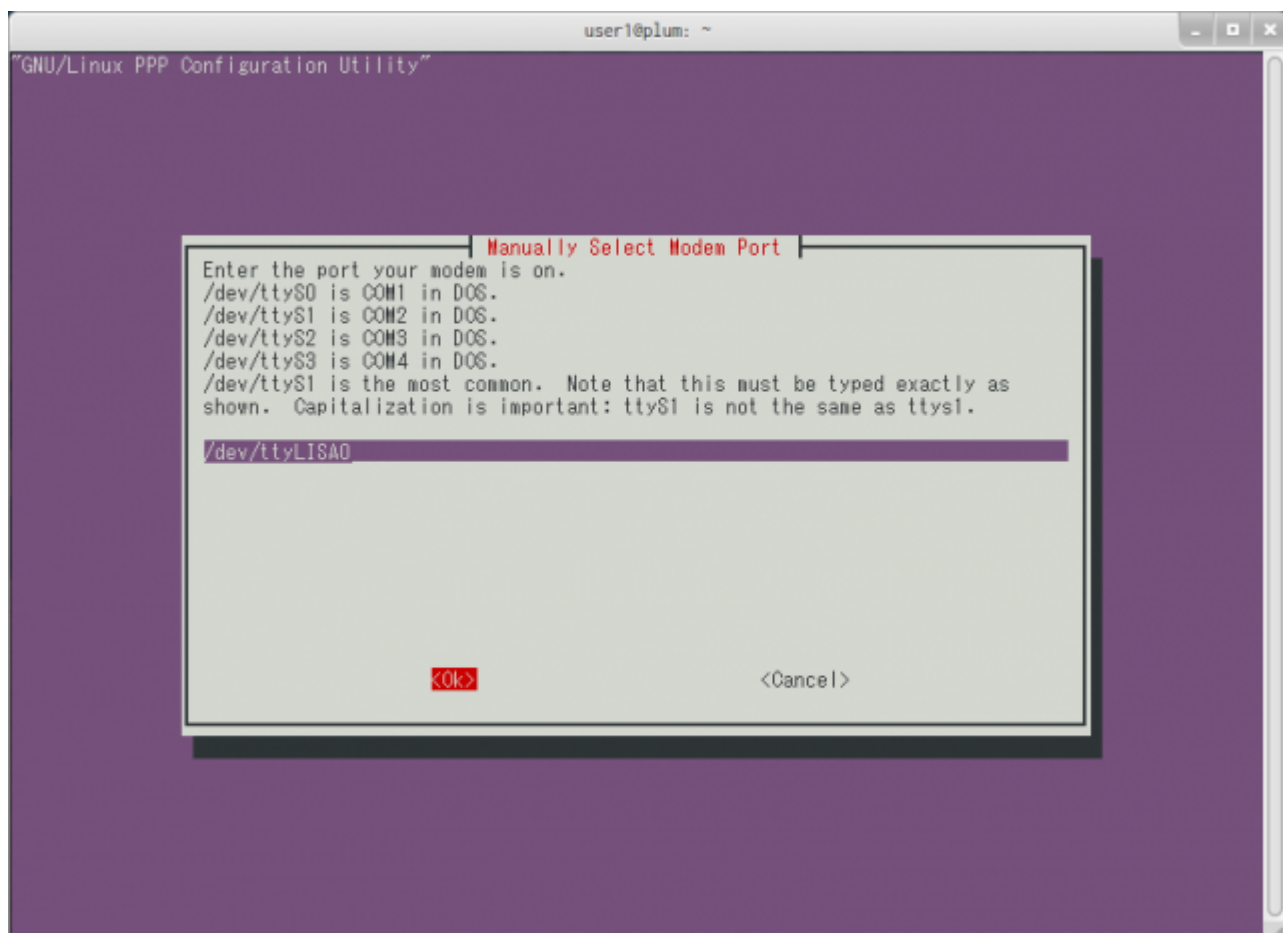 user1@plum: ~
"GNU/Linux PPP Configuration Utility"
Manually Select Modem Port
Enter the port your modem is on.
/dev/ttyS0 is COM1 in DOS.
/dev/ttyS1 is COM2 in DOS.
/dev/ttyS2 is COM3 in DOS.
/dev/ttyS3 is COM4 in DOS.
/dev/ttyS1 is the most common.  Note that this must be typed exactly as
shown.  Capitalization is important: ttyS1 is not the same as ttys1.
/dev/ttyLISA0
<Ok> <Cancel>